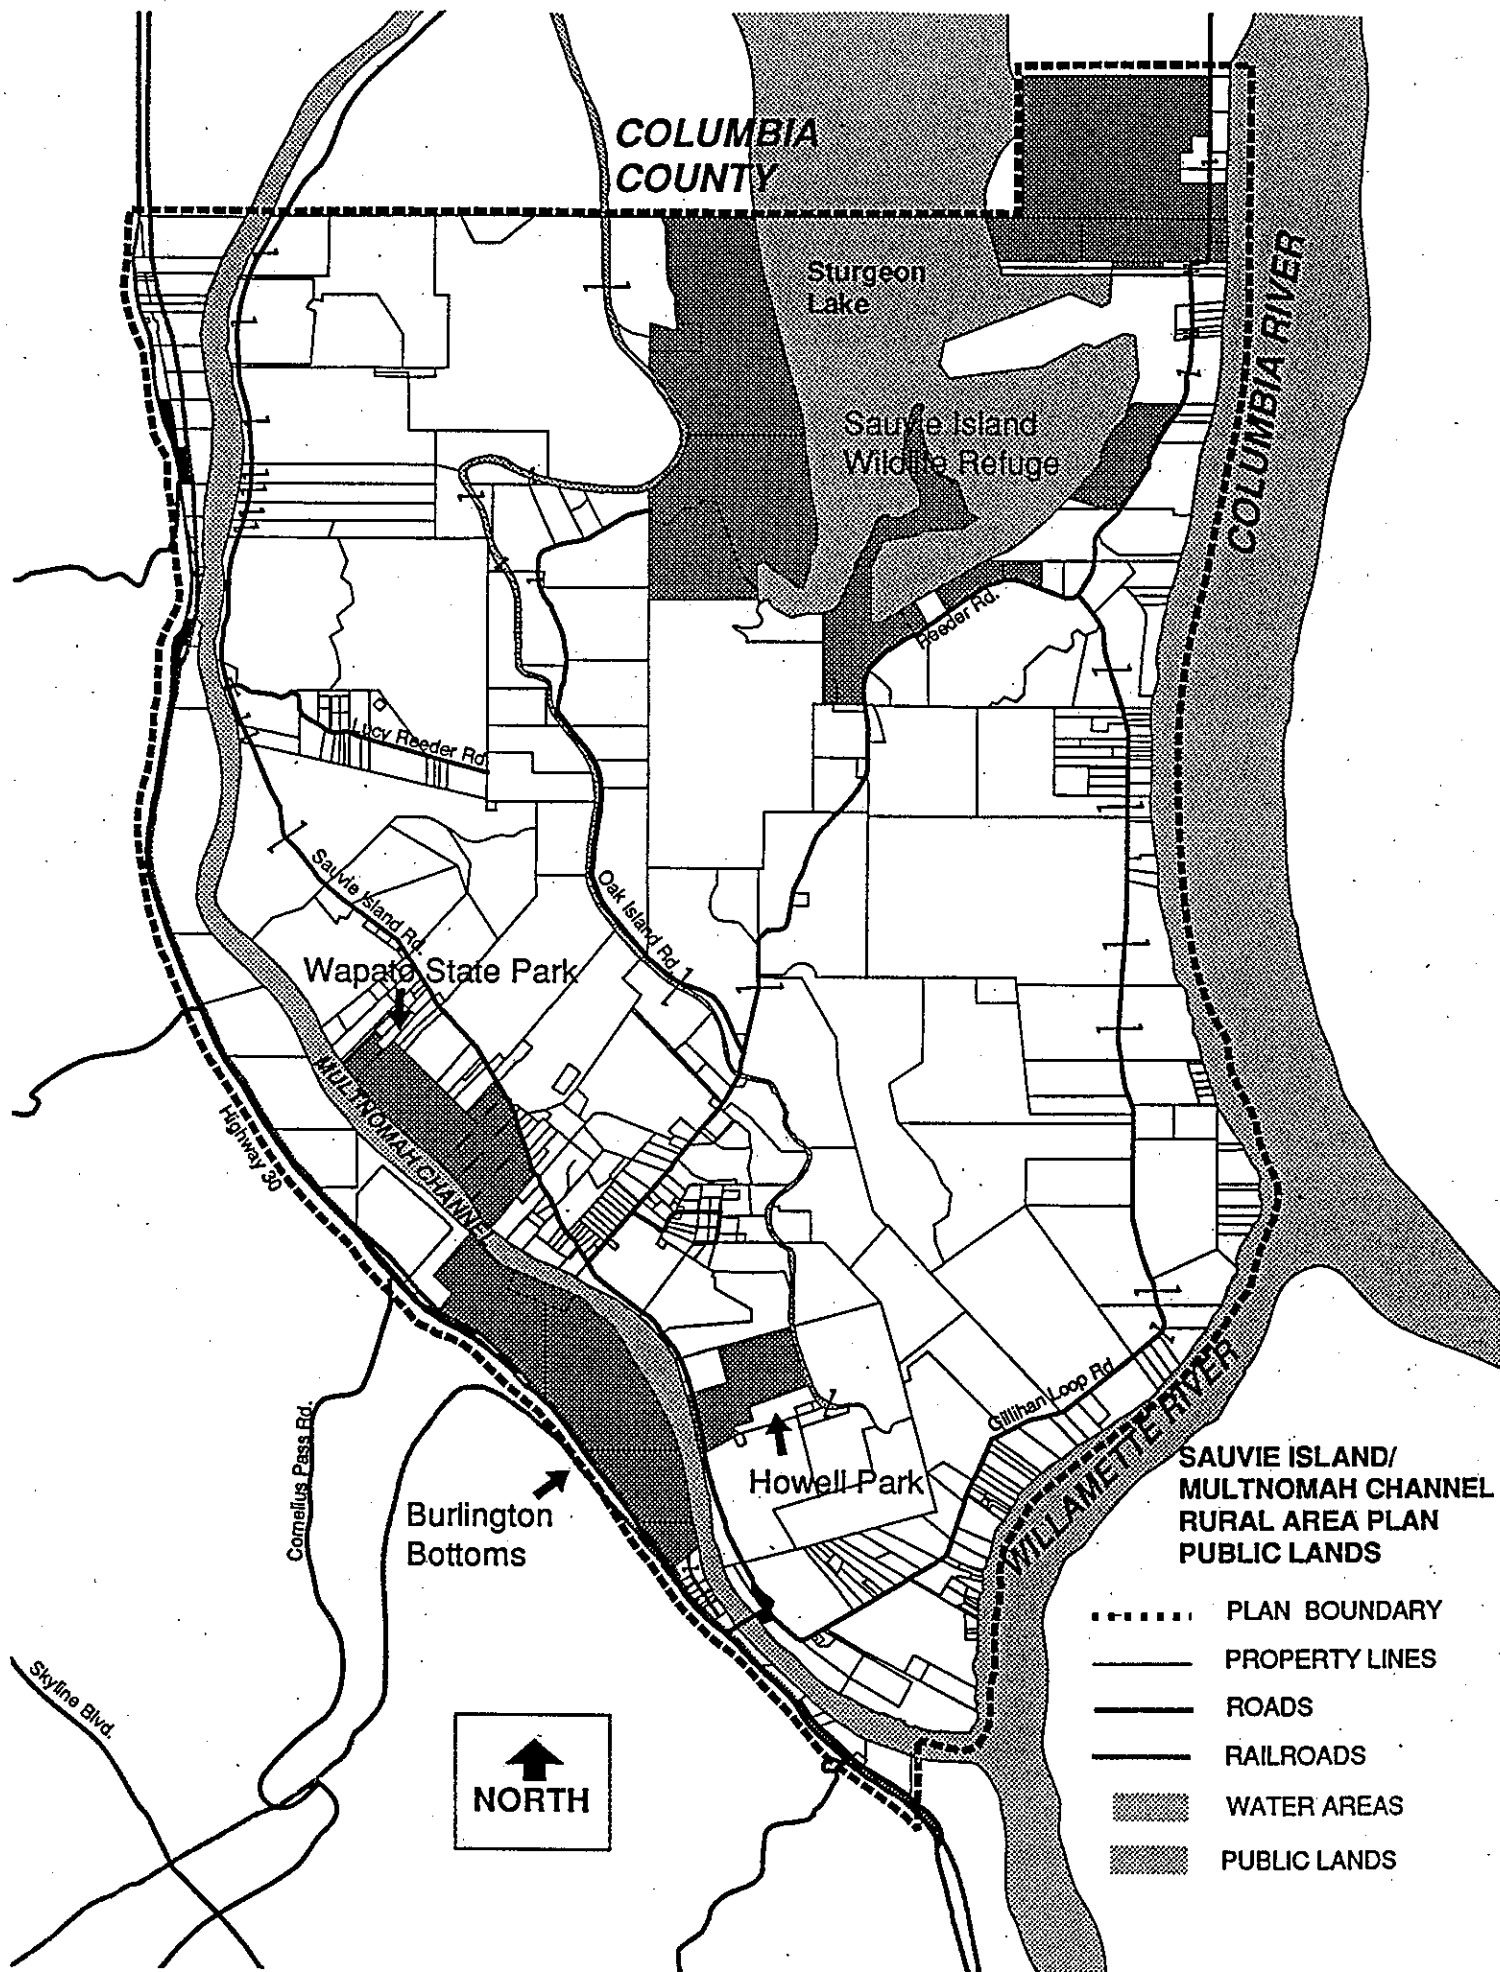 COLUMBIA
COUNTY
Sturgeon
Lake
COLUMBIA RIVER
Sauvie Island
Wildlife Refuge
Reeder Rd.
Lucy Reeder Rd
Sauvie Island Rd.
Oak Island Rd
Wapato State Park
MULTNOMAH CHANNEL
Highway 30
Gillihan Loop Rd
WILLAMETTE RIVER
Cornelius Pass Rd.
Howell Park
Burlington
Bottoms
Skyline Blvd.
NORTH
SAUVIE ISLAND/
MULTNOMAH CHANNEL
RURAL AREA PLAN
PUBLIC LANDS
PLAN BOUNDARY
PROPERTY LINES
ROADS
RAILROADS
WATER AREAS
PUBLIC LANDS